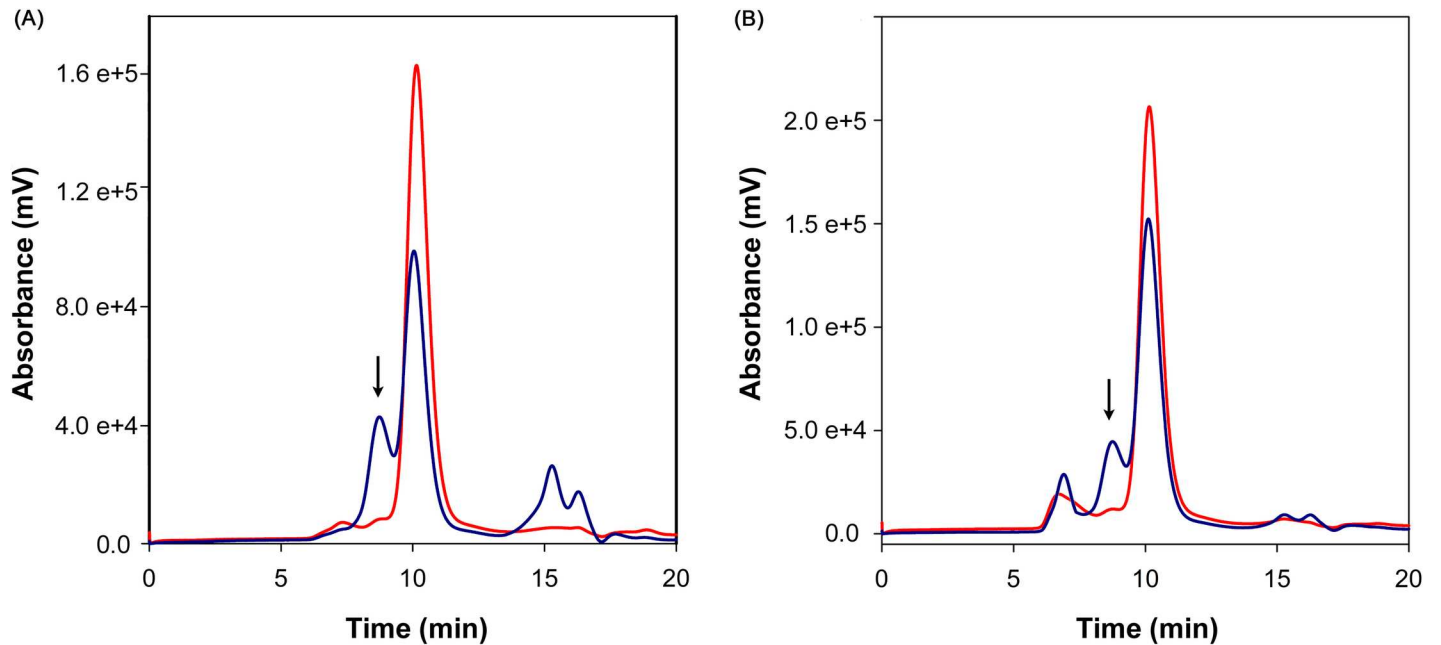 (A)
1.6 e+5
1.2 e+5
8.0 e+4
4.0 e+4
0.0
0 5 10 15 20
Absorbance (mV)
Time (min)
(B)
2.0 e+5
1.5 e+5
1.0 e+5
5.0 e+4
0.0
0 5 10 15 20
Absorbance (mV)
Time (min)